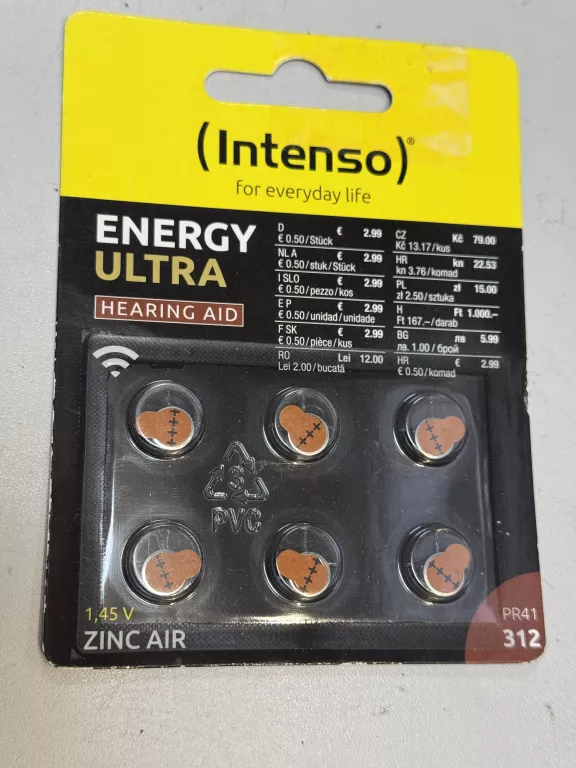 (Intenso)®
for everyday life
ENERGY
ULTRA
HEARING AID
D € 2.99
€ 0.50/Stück
NL A € 2.99
€ 0.50/stuk/Stück
I SLO € 2.99
€ 0.50/pezzo/kos
E P € 2.99
€ 0.50/unidad/unidade
F SK € 2.99
€ 0.50/pièce/kus
RO Lei 12.00
Lei 2.00/bucată
CZ Kč 79.00
Kč 13.17/kus
HR kn 22.53
kn 3.76/komad
PL zł 15.00
zł 2.50/sztuka
H Ft 1.000.–
Ft 167.–/darab
BG лв 5.99
лв. 1.00/брой
HR € 2.99
€ 0.50/komad
3
PVC
1,45 V
ZINC AIR
PR41
312